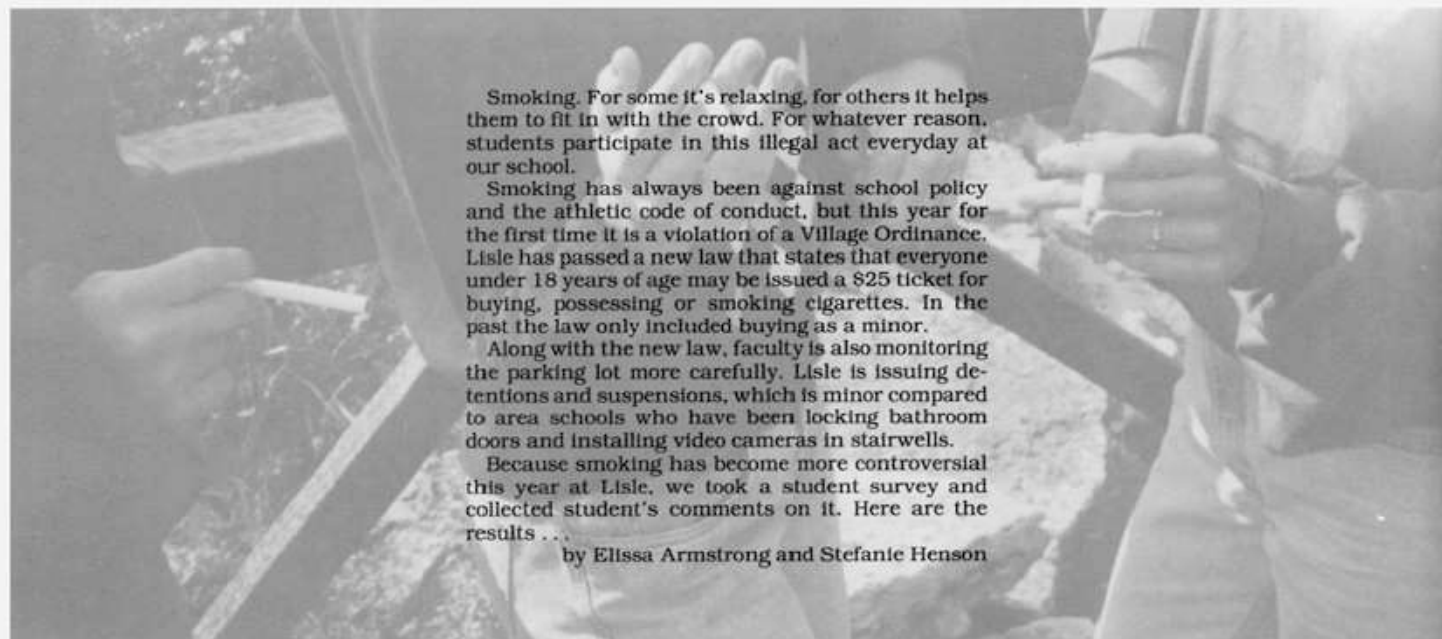 Smoking. For some it's relaxing, for others it helps
them to fit in with the crowd. For whatever reason,
students participate in this illegal act everyday at
our school.
Smoking has always been against school policy
and the athletic code of conduct, but this year for
the first time it is a violation of a Village Ordinance.
Lisle has passed a new law that states that everyone
under 18 years of age may be issued a $25 ticket for
buying, possessing or smoking cigarettes. In the
past the law only included buying as a minor.
Along with the new law, faculty is also monitoring
the parking lot more carefully. Lisle is issuing de-
tentions and suspensions, which is minor compared
to area schools who have been locking bathroom
doors and installing video cameras in stairwells.
Because smoking has become more controversial
this year at Lisle, we took a student survey and
collected student's comments on it. Here are the
results . . .
by Elissa Armstrong and Stefanie Henson